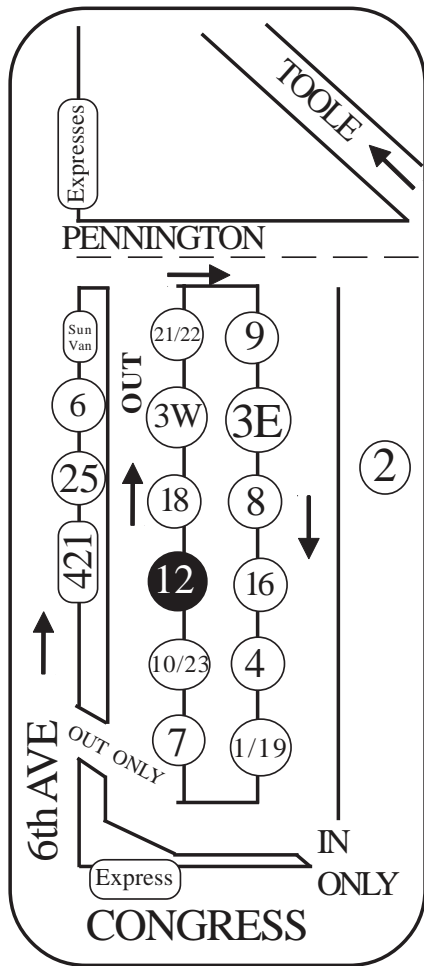 TOOLE
Expresses
PENNINGTON
Sun
Van
21/22
9
OUT
6
3W
3E
2
25
18
8
421
12
16
10/23
4
7
1/19
OUT ONLY
6th AVE
IN
ONLY
Express
CONGRESS